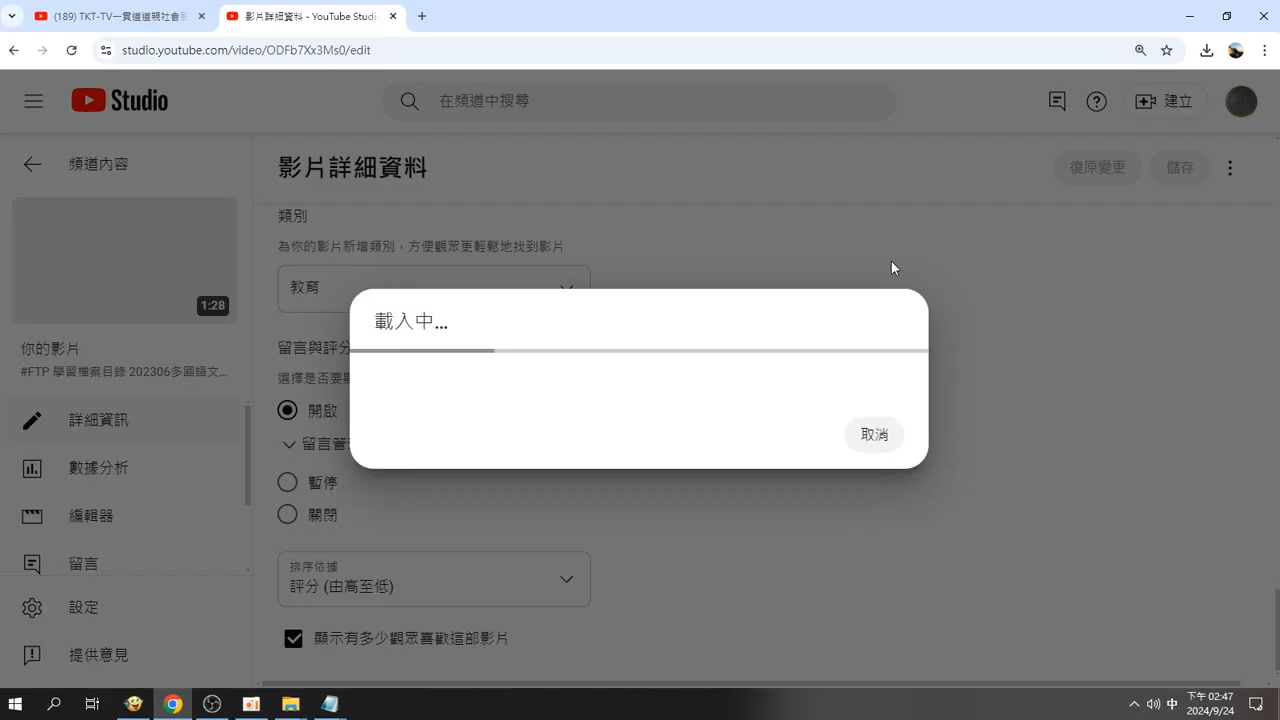 (189) TKT-TV一貫道道親社會服
影片詳細資料 - YouTube Studi
studio.youtube.com/video/ODFb7Xx3Ms0/edit
Studio
在頻道中搜尋
建立
頻道內容
影片詳細資料
復原變更
儲存
類別
為你的影片新增類別，方便觀眾更輕鬆地找到影片
教育
1:28
載入中...
你的影片
留言與評分
#FTP 學習檔案目錄 202306多國語文...
選擇是否要
開啟
詳細資訊
取消
留言管
數據分析
暫停
編輯器
關閉
留言
排序依據
評分 (由高至低)
設定
顯示有多少觀眾喜歡這部影片
提供意見
中
下午 02:47
2024/9/24